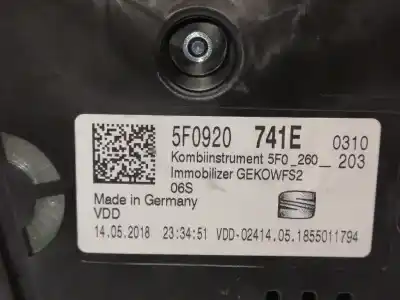 5F0920 741E 0310
Kombiinstrument 5F0_260__ 203
Immobilizer GEKOWFS2
06S
Made in Germany
VDD
14.05.2018 23:34:51 VDD-02414.05.1855011794